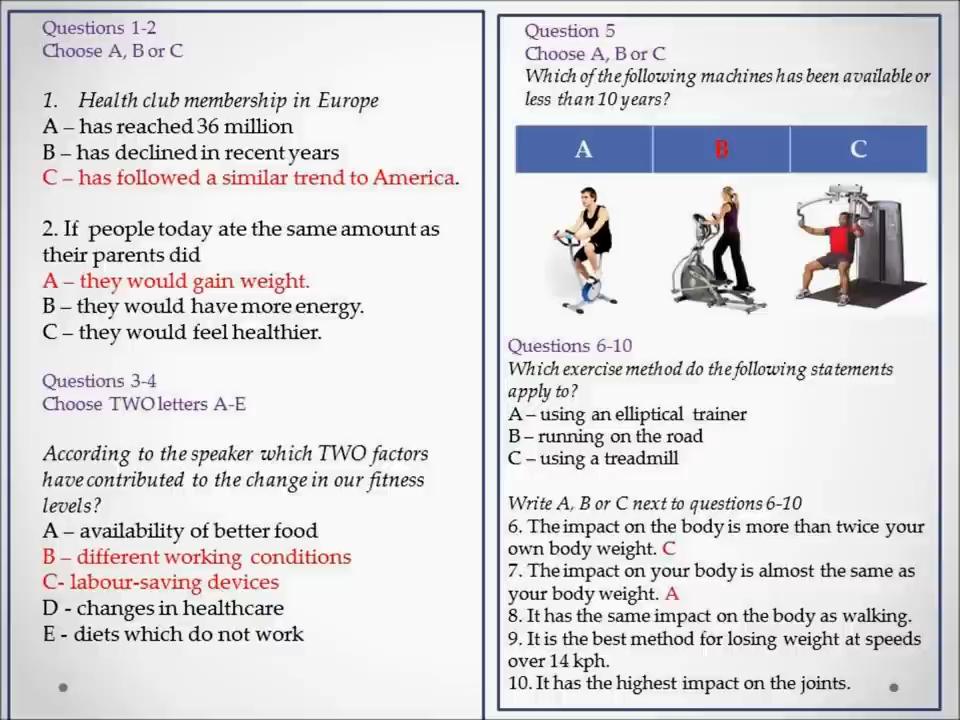 Questions 1-2
Choose A, B or C
1. Health club membership in Europe
A – has reached 36 million
B – has declined in recent years
C – has followed a similar trend to America.
2. If people today ate the same amount as
their parents did
A – they would gain weight.
B – they would have more energy.
C – they would feel healthier.
Questions 3-4
Choose TWO letters A-E
According to the speaker which TWO factors
have contributed to the change in our fitness
levels?
A – availability of better food
B – different working conditions
C- labour-saving devices
D - changes in healthcare
E - diets which do not work
Question 5
Choose A, B or C
Which of the following machines has been available or
less than 10 years?
A B C
Questions 6-10
Which exercise method do the following statements
apply to?
A – using an elliptical trainer
B – running on the road
C – using a treadmill
Write A, B or C next to questions 6-10
6. The impact on the body is more than twice your
own body weight. C
7. The impact on your body is almost the same as
your body weight. A
8. It has the same impact on the body as walking.
9. It is the best method for losing weight at speeds
over 14 kph.
10. It has the highest impact on the joints.